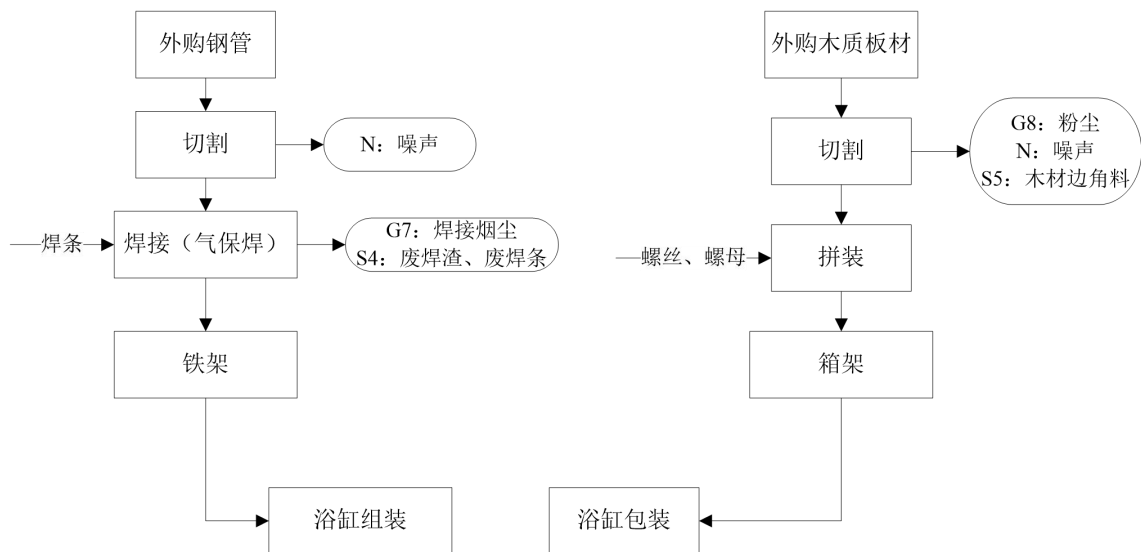 外购钢管
切割
N：噪声
焊条
焊接（气保焊）
G7：焊接烟尘
S4：废焊渣、废焊条
铁架
浴缸组装
外购木质板材
切割
G8：粉尘
N：噪声
S5：木材边角料
螺丝、螺母
拼装
箱架
浴缸包装